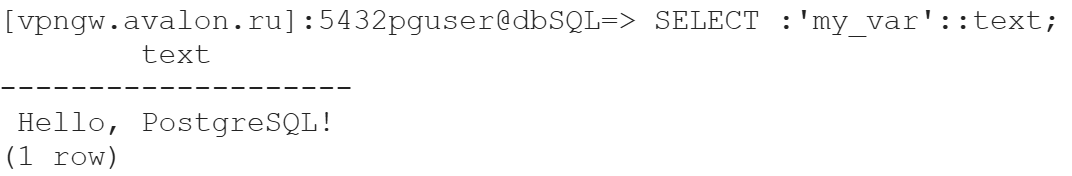 [vpngw.avalon.ru]:5432pguser@dbSQL=> SELECT :'my_var'::text;
        text
--------------------
 Hello, PostgreSQL!
(1 row)